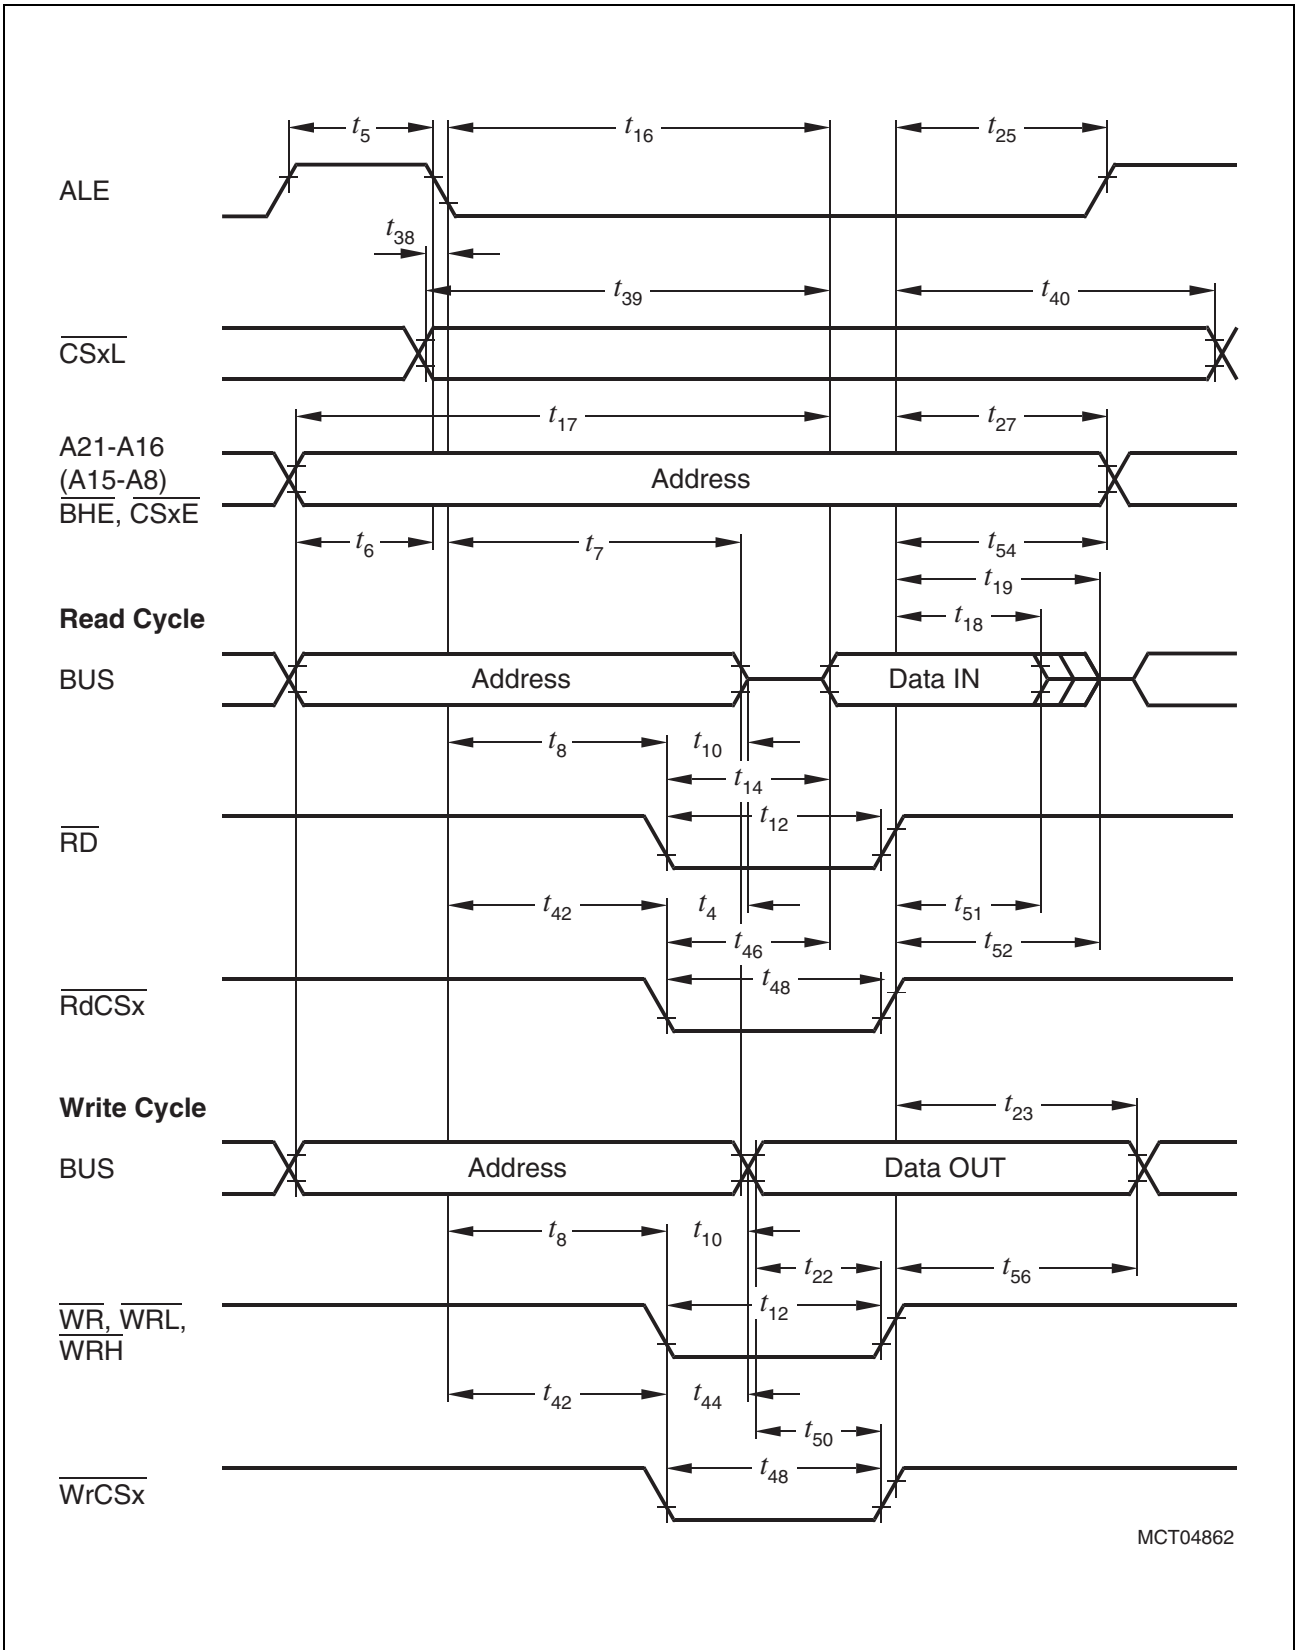 t5 t16 t25
ALE
t38
t39 t40
CSxL
t17 t27
A21-A16
(A15-A8)
BHE, CSxE
Address
t6 t7 t54
t19
Read Cycle
t18
BUS Address Data IN
t8 t10
t14
t12
RD
t42 t4 t51
t46 t52
t48
RdCSx
Write Cycle
t23
BUS Address Data OUT
t8 t10
t22 t56
t12
WR, WRL,
WRH
t42 t44
t50
t48
WrCSx
MCT04862